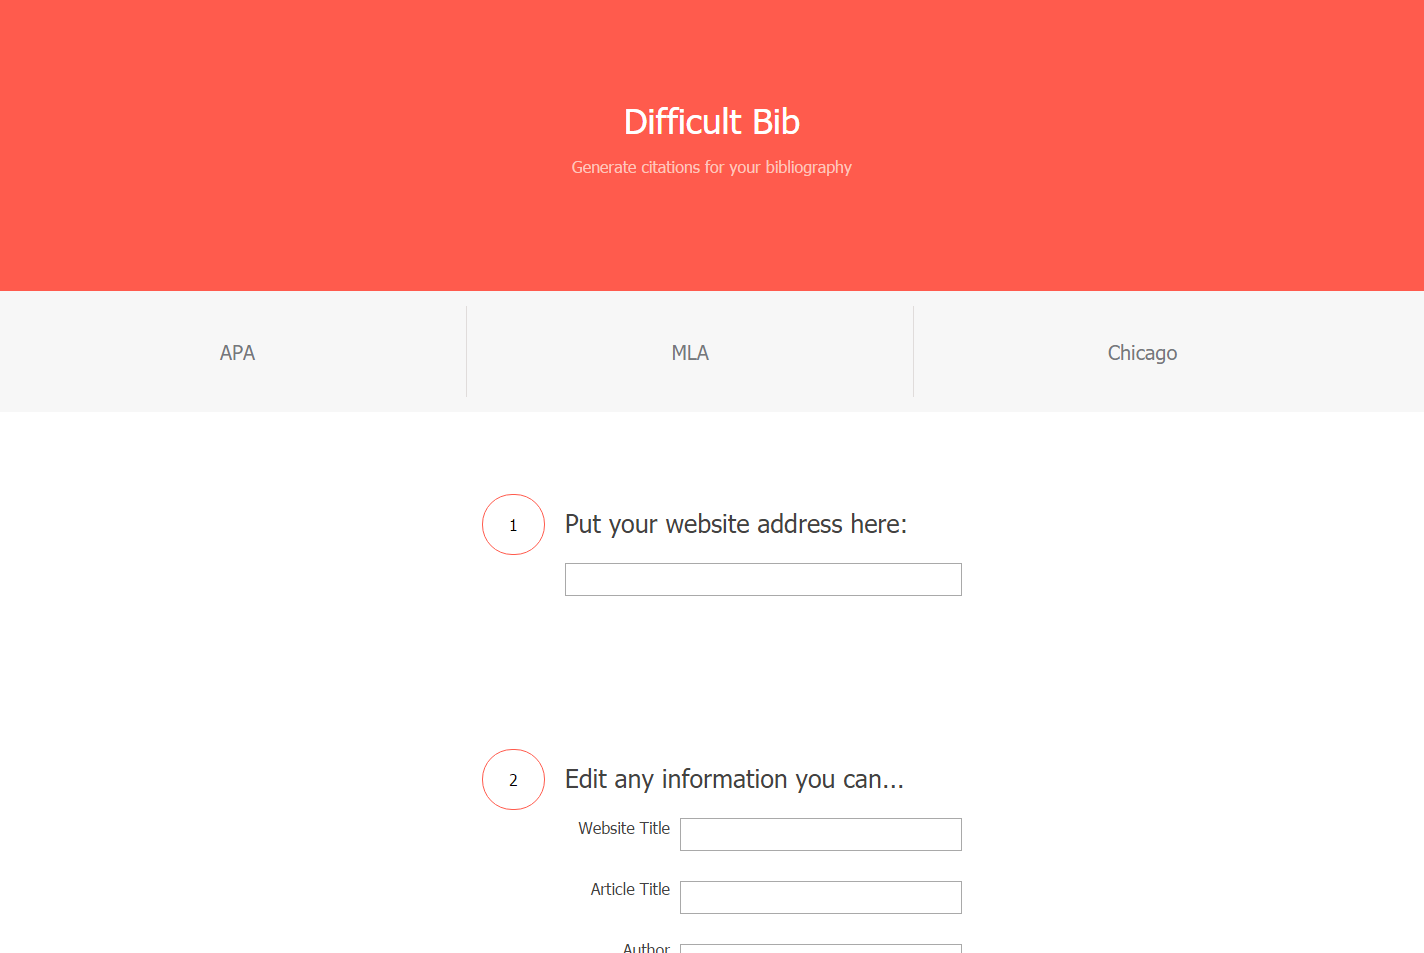 Difficult Bib
Generate citations for your bibliography
APA
MLA
Chicago
1
Put your website address here:
2
Edit any information you can...
Website Title
Article Title
Author